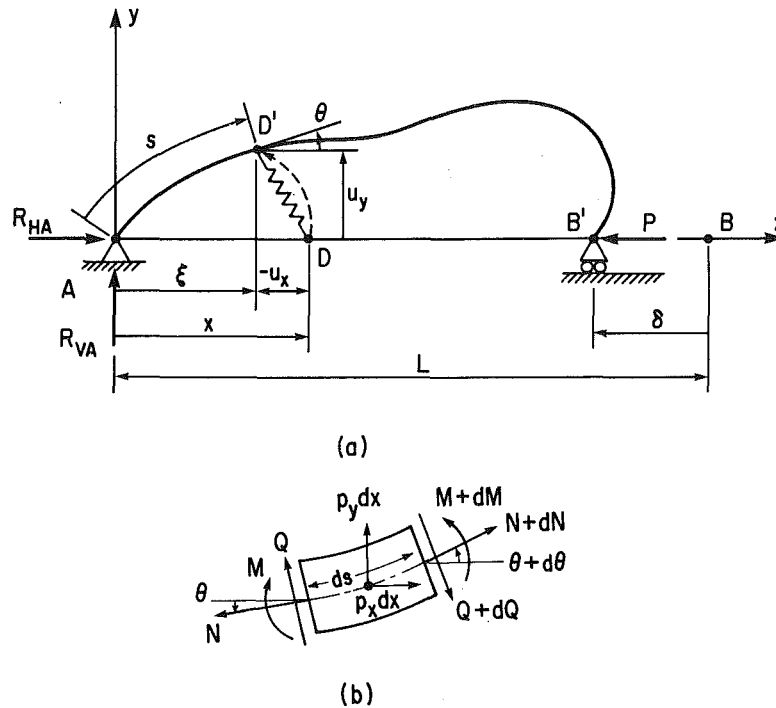 y
D'
θ
s
u_y
R_HA
B'
P
B
D
A
ξ
-u_x
R_VA
x
δ
L
(a)
p_y dx
M+dM
N+dN
Q
M
θ
ds
θ+dθ
p_x dx
N
Q+dQ
(b)